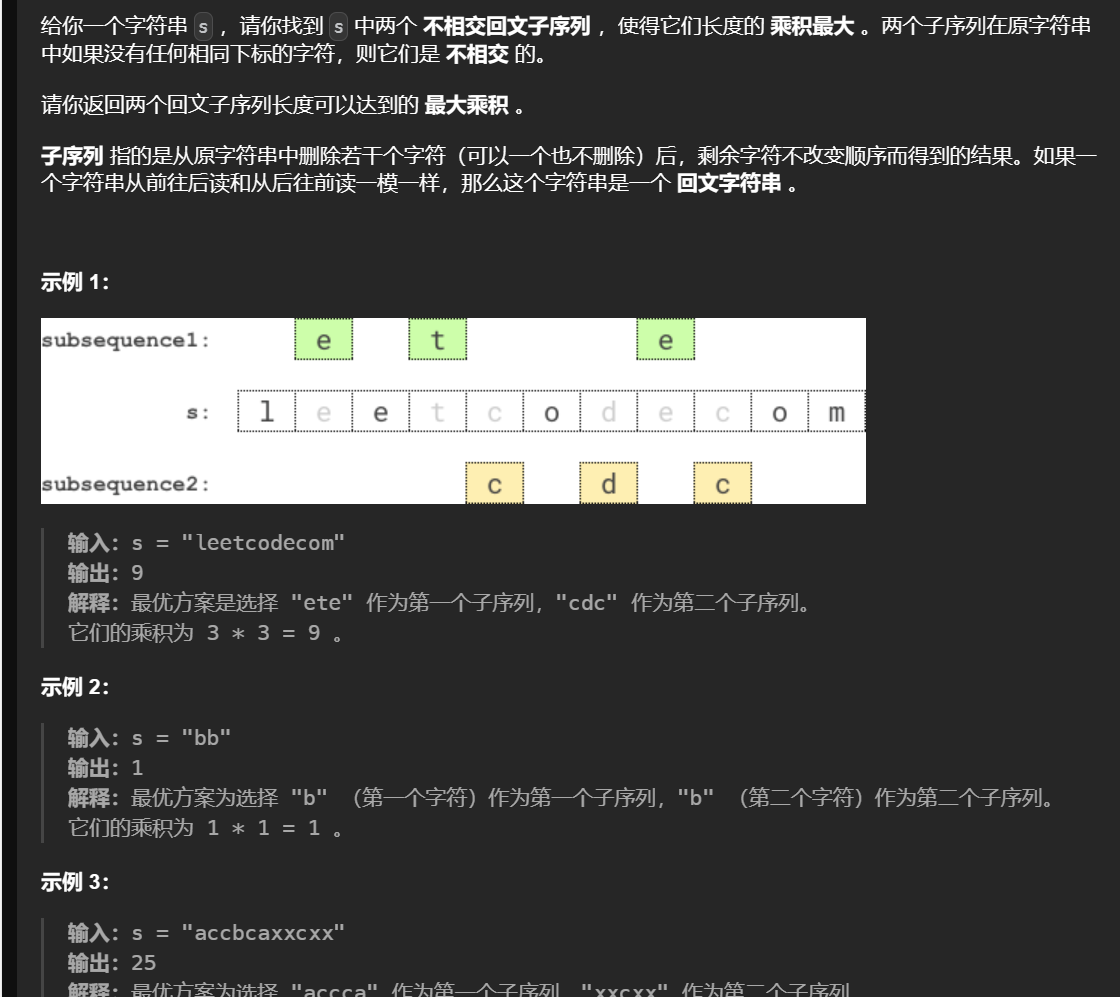 给你一个字符串 s ，请你找到 s 中两个 不相交回文子序列 ，使得它们长度的 乘积最大 。两个子序列在原字符串
中如果没有任何相同下标的字符，则它们是 不相交 的。
请你返回两个回文子序列长度可以达到的 最大乘积 。
子序列 指的是从原字符串中删除若干个字符（可以一个也不删除）后，剩余字符不改变顺序而得到的结果。如果一
个字符串从前往后读和从后往前读一模一样，那么这个字符串是一个 回文字符串 。
示例 1：
subsequence1: e t e
s: l e e t c o d e c o m
subsequence2: c d c
输入：s = "leetcodecom"
输出：9
解释：最优方案是选择 "ete" 作为第一个子序列，"cdc" 作为第二个子序列。
它们的乘积为 3 * 3 = 9 。
示例 2：
输入：s = "bb"
输出：1
解释：最优方案为选择 "b" （第一个字符）作为第一个子序列，"b" （第二个字符）作为第二个子序列。
它们的乘积为 1 * 1 = 1 。
示例 3：
输入：s = "accbcaxxcxx"
输出：25
解释：最优方案为选择 "accca" 作为第一个子序列，"xxcxx" 作为第二个子序列